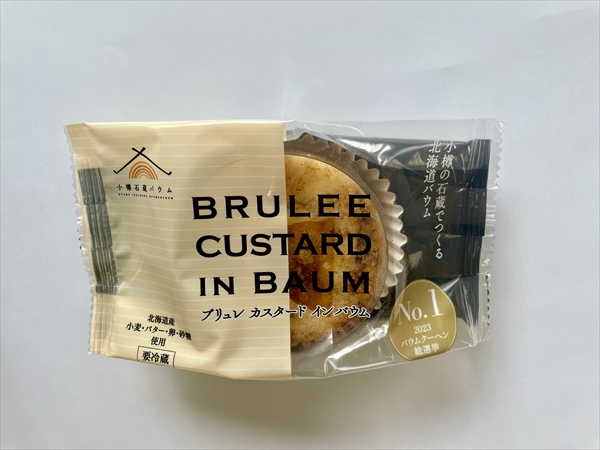 小樽石蔵バウム
BRULEE
CUSTARD
IN BAUM
ブリュレ カスタード イン バウム
北海道産
小麦・バター・卵・砂糖
使用
要冷蔵
小樽の石蔵でつくる
北海道バウム
No.1
2023
バウムクーヘン
総選挙